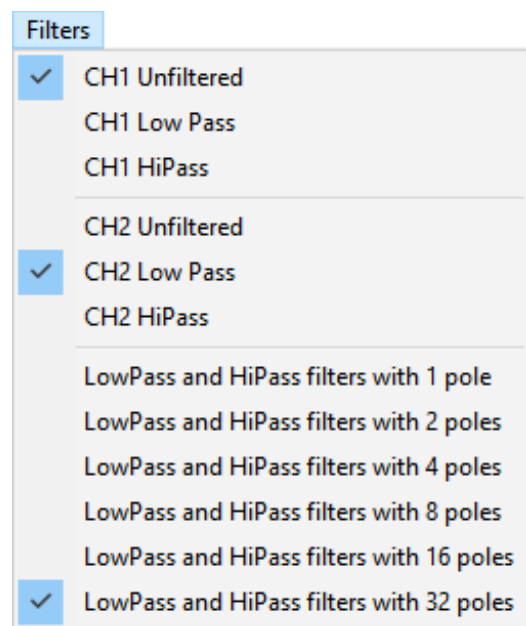 Filters
CH1 Unfiltered
CH1 Low Pass
CH1 HiPass
CH2 Unfiltered
CH2 Low Pass
CH2 HiPass
LowPass and HiPass filters with 1 pole
LowPass and HiPass filters with 2 poles
LowPass and HiPass filters with 4 poles
LowPass and HiPass filters with 8 poles
LowPass and HiPass filters with 16 poles
LowPass and HiPass filters with 32 poles